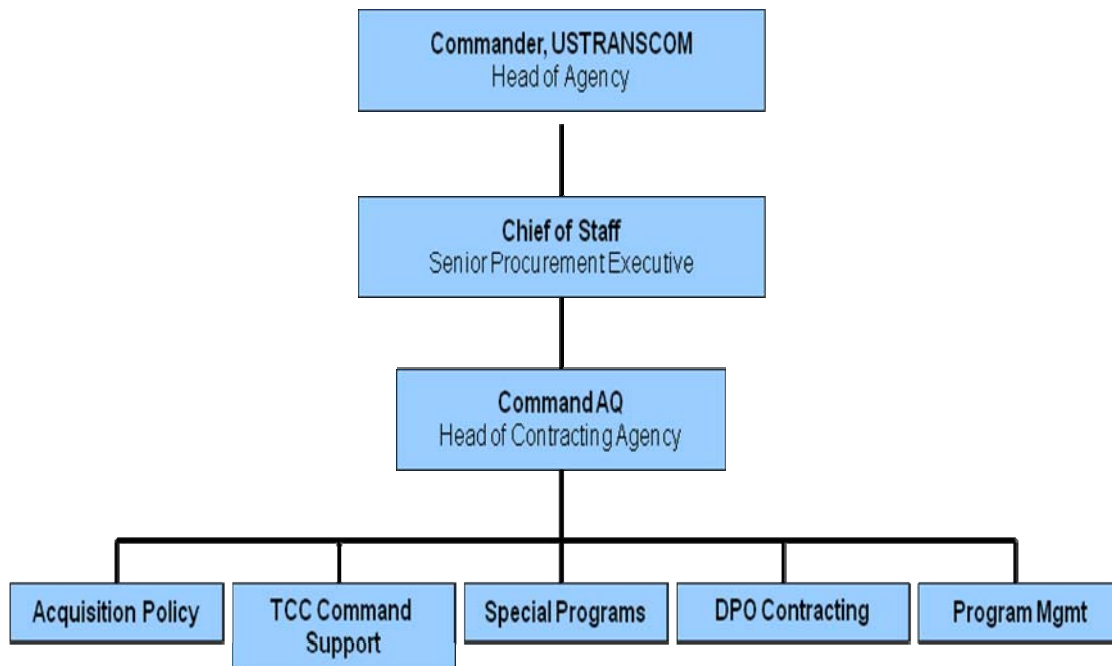 Commander, USTRANSCOM
Head of Agency
Chief of Staff
Senior Procurement Executive
Command AQ
Head of Contracting Agency
Acquisition Policy
TCC Command
Support
Special Programs
DPO Contracting
Program Mgmt